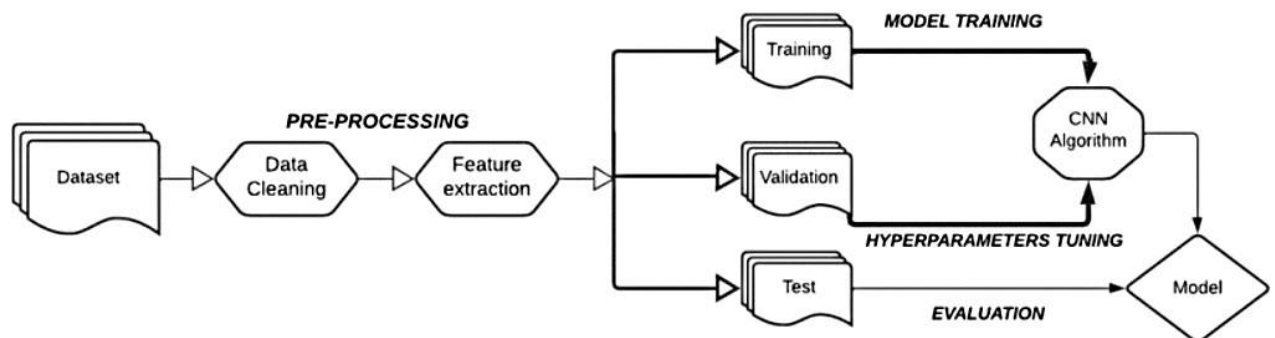 MODEL TRAINING
Training
PRE-PROCESSING
CNN
Algorithm
Dataset
Data
Cleaning
Feature
extraction
Validation
HYPERPARAMETERS TUNING
Test
Model
EVALUATION